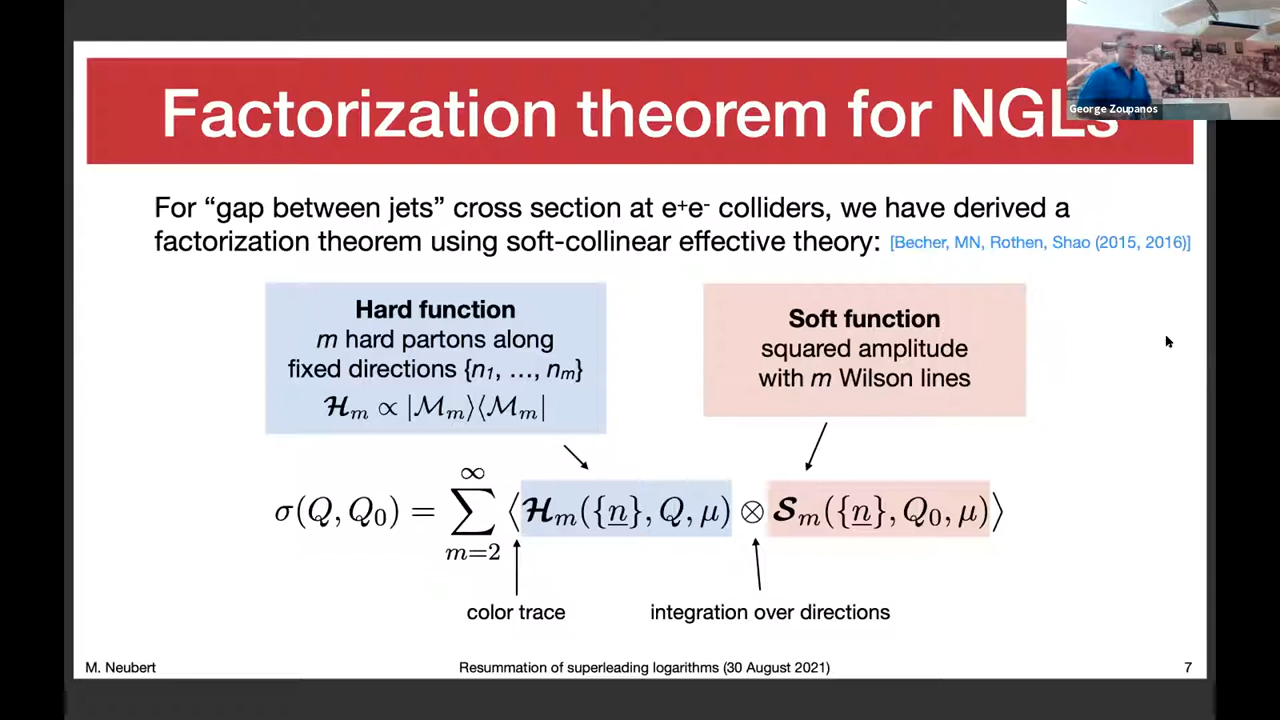 Factorization theorem for NGLs
George Zoupanos
For “gap between jets” cross section at e⁺e⁻ colliders, we have derived a
factorization theorem using soft-collinear effective theory: [Becher, MN, Rothen, Shao (2015, 2016)]
Hard function
m hard partons along
fixed directions {n₁, …, nₘ}
𝓗ₘ ∝ |ℳₘ⟩⟨ℳₘ|
Soft function
squared amplitude
with m Wilson lines
σ(Q, Q₀) = ∑_{m=2}^{∞} ⟨𝓗ₘ({n̲}, Q, μ) ⊗ 𝓢ₘ({n̲}, Q₀, μ)⟩
color trace
integration over directions
M. Neubert
Resummation of superleading logarithms (30 August 2021)
7